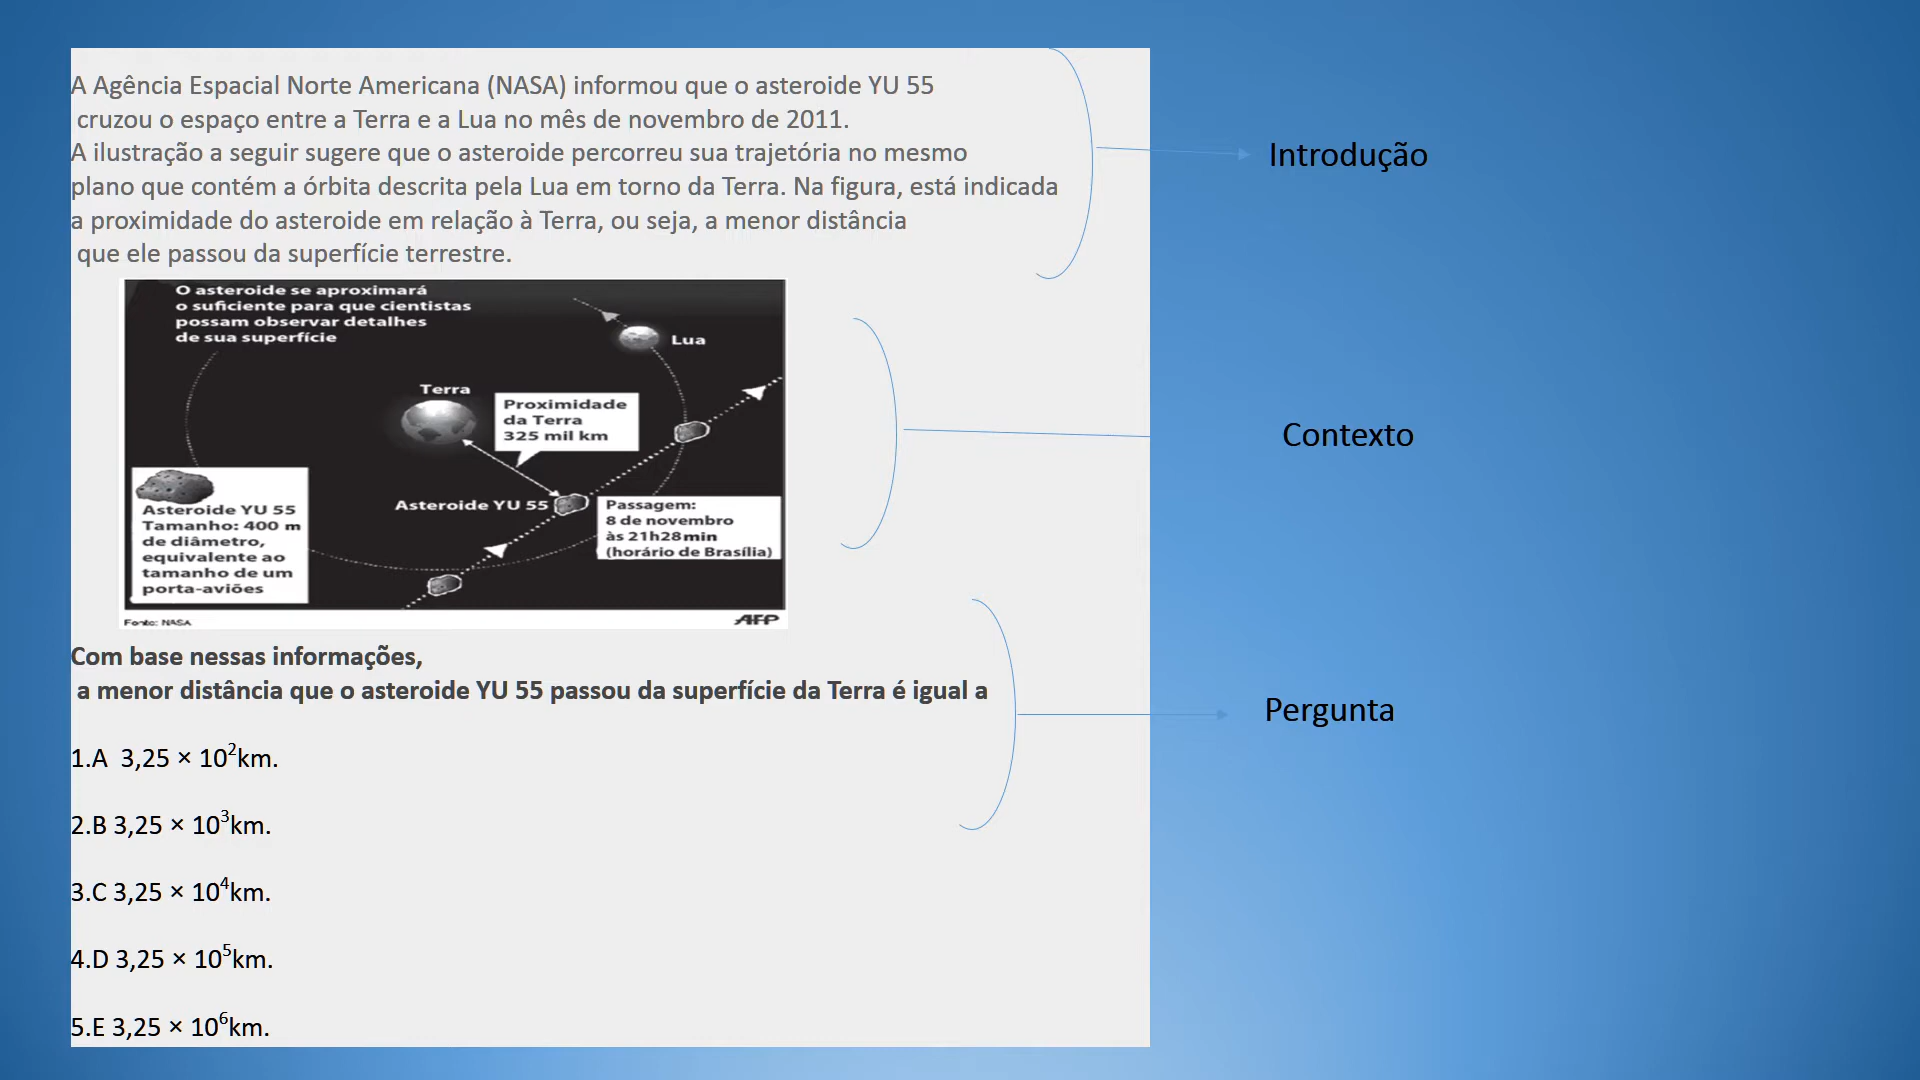 A Agência Espacial Norte Americana (NASA) informou que o asteroide YU 55
cruzou o espaço entre a Terra e a Lua no mês de novembro de 2011.
A ilustração a seguir sugere que o asteroide percorreu sua trajetória no mesmo
plano que contém a órbita descrita pela Lua em torno da Terra. Na figura, está indicada
a proximidade do asteroide em relação à Terra, ou seja, a menor distância
que ele passou da superfície terrestre.
Introdução
O asteroide se aproximará
o suficiente para que cientistas
possam observar detalhes
de sua superfície
Lua
Terra
Proximidade
da Terra
325 mil km
Contexto
Asteroide YU 55
Passagem:
8 de novembro
às 21h28min
(horário de Brasília)
Asteroide YU 55
Tamanho: 400 m
de diâmetro,
equivalente ao
tamanho de um
porta-aviões
Fonte: NASA
AFP
Com base nessas informações,
a menor distância que o asteroide YU 55 passou da superfície da Terra é igual a
Pergunta
1.A 3,25 × 10²km.
2.B 3,25 × 10³km.
3.C 3,25 × 10⁴km.
4.D 3,25 × 10⁵km.
5.E 3,25 × 10⁶km.